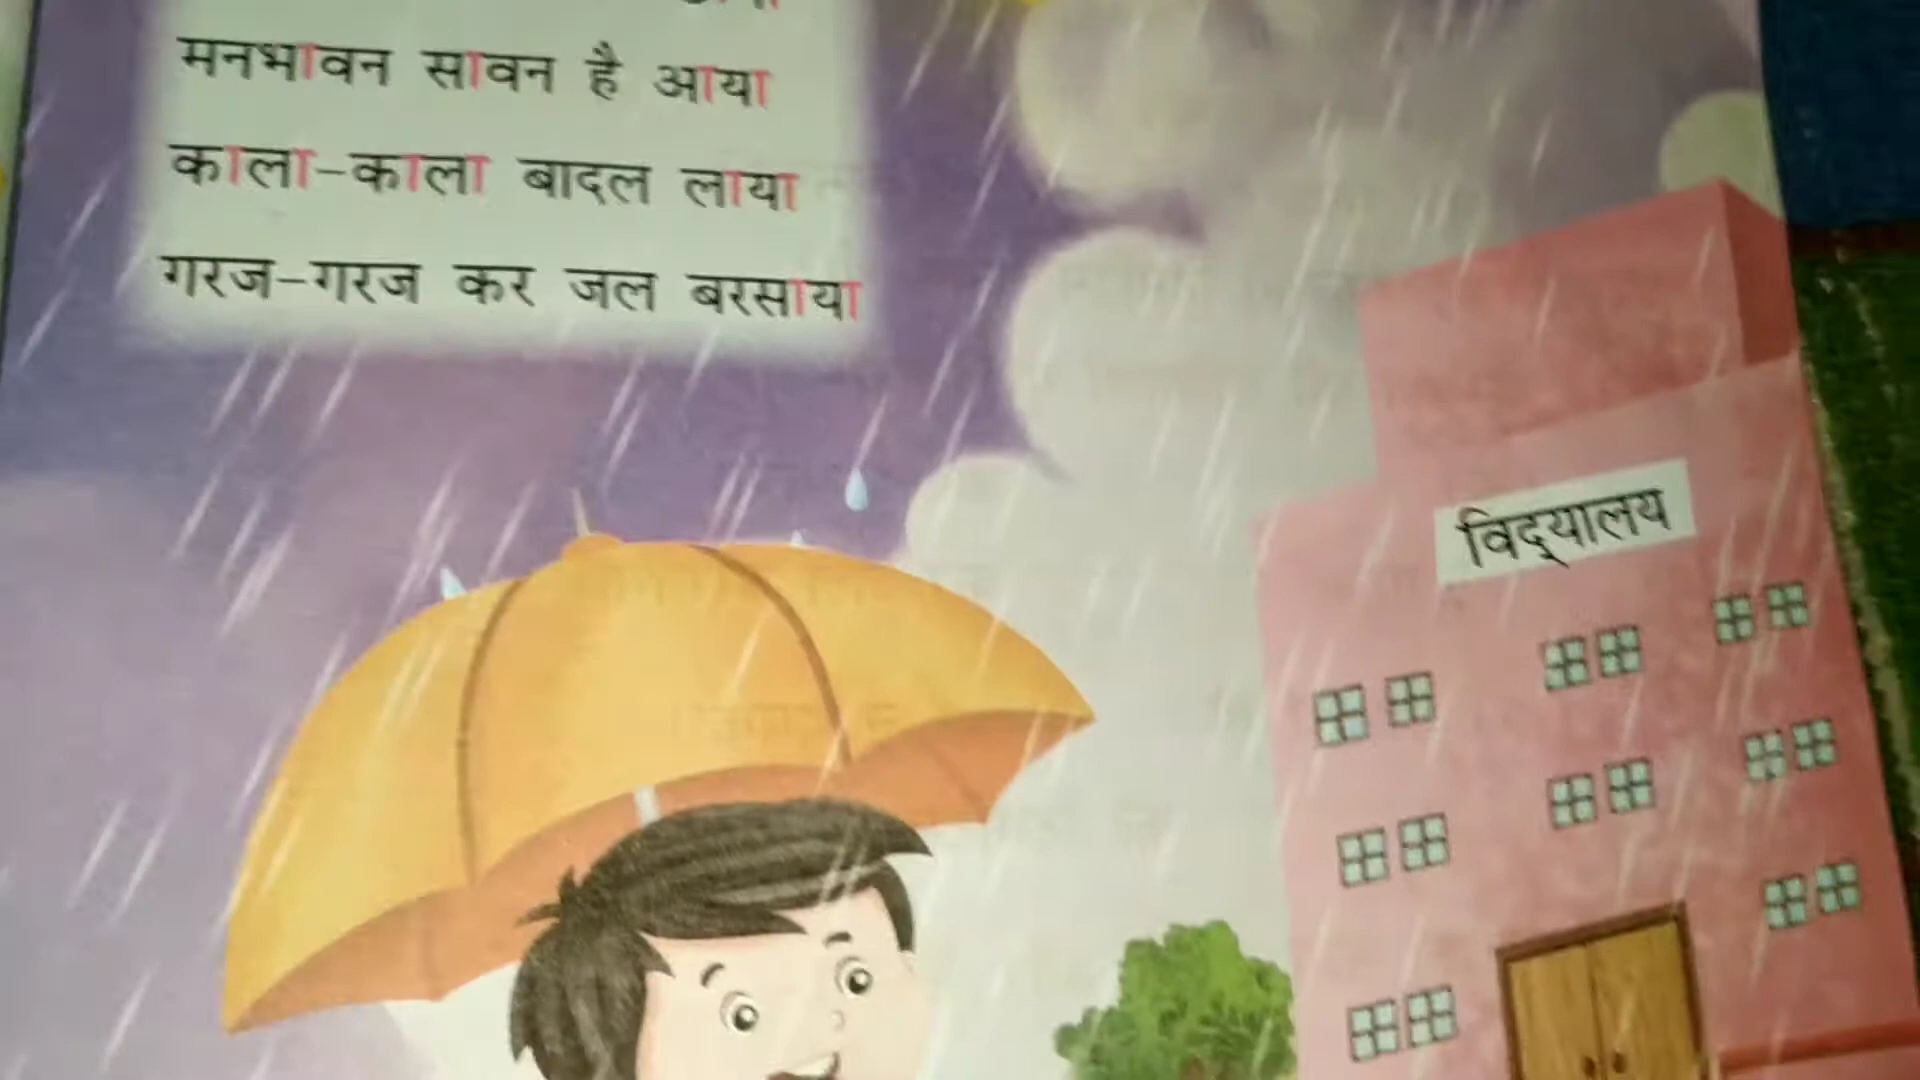 मनभावन सावन है आया
काला-काला बादल लाया
गरज-गरज कर जल बरसाया
विद्यालय